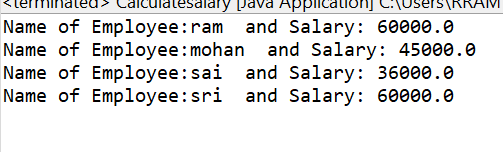 <terminated> Calculatesalary [Java Application] C:\Users\RRAM
Name of Employee:ram  and Salary: 60000.0
Name of Employee:mohan  and Salary: 45000.0
Name of Employee:sai  and Salary: 36000.0
Name of Employee:sri  and Salary: 60000.0